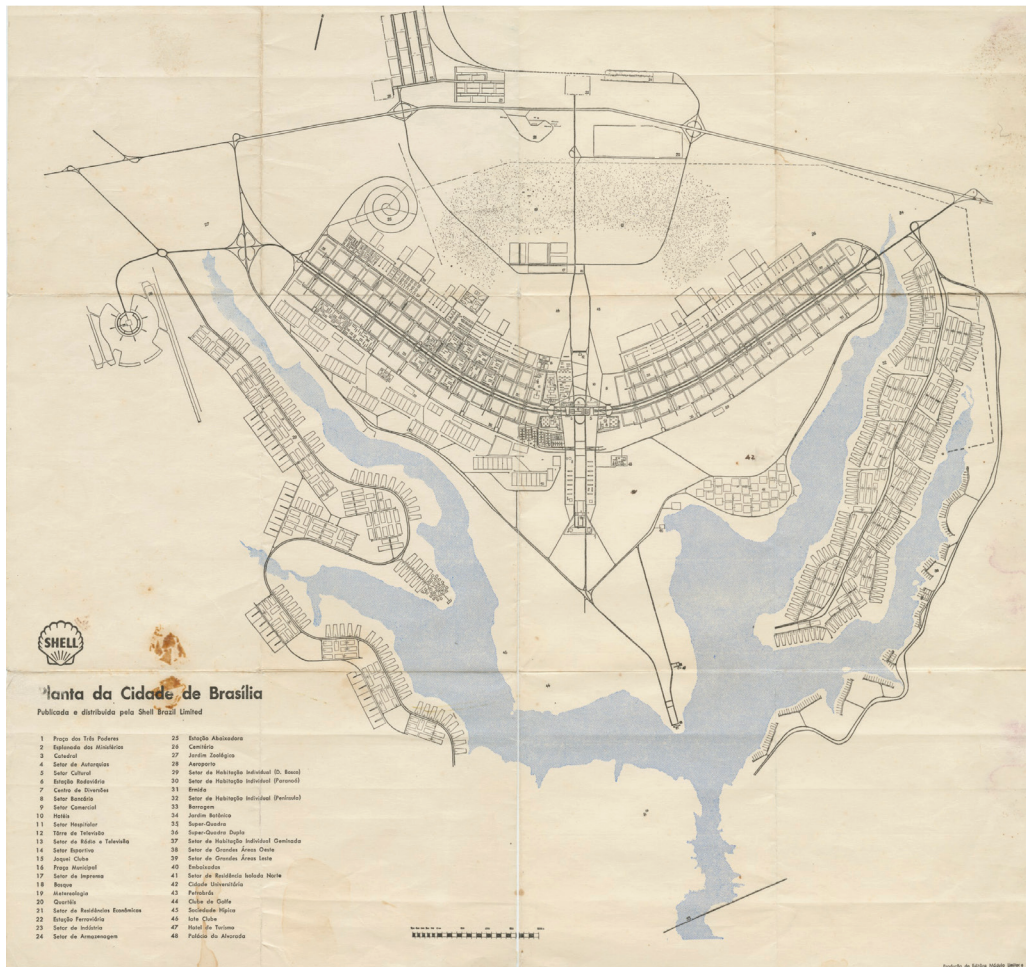 SHELL
Planta da Cidade de Brasília
Publicada e distribuida pela Shell Brazil Limited
1 Praça dos Três Poderes
2 Esplanada dos Ministérios
3 Catedral
4 Setor de Autarquias
5 Setor Cultural
6 Estação Rodoviária
7 Centro de Diversões
8 Setor Bancário
9 Setor Comercial
10 Hotéis
11 Setor Hospitalar
12 Tôrre de Televisão
13 Setor de Rádio e Televisão
14 Setor Esportivo
15 Joquei Clube
16 Praça Municipal
17 Setor de Imprensa
18 Bosque
19 Meteorologia
20 Quartéis
21 Setor de Residências Econômicas
22 Estação Ferroviária
23 Setor de Indústria
24 Setor de Armazenagem
25 Estação Abaixadora
26 Cemitério
27 Jardim Zoológico
28 Aeroporto
29 Setor de Habitação Individual (D. Bosco)
30 Setor de Habitação Individual (Paranoá)
31 Ermida
32 Setor de Habitação Individual (Península)
33 Barragem
34 Jardim Botânico
35 Super-Quadra
36 Super-Quadra Dupla
37 Setor de Habitação Individual Geminada
38 Setor de Grandes Áreas Oeste
39 Setor de Grandes Áreas Leste
40 Embaixadas
41 Setor de Residência Isolada Norte
42 Cidade Universitária
43 Petrobrás
44 Clube de Golfe
45 Sociedade Hípica
46 Iate Clube
47 Hotel de Turismo
48 Palácio da Alvorada
42